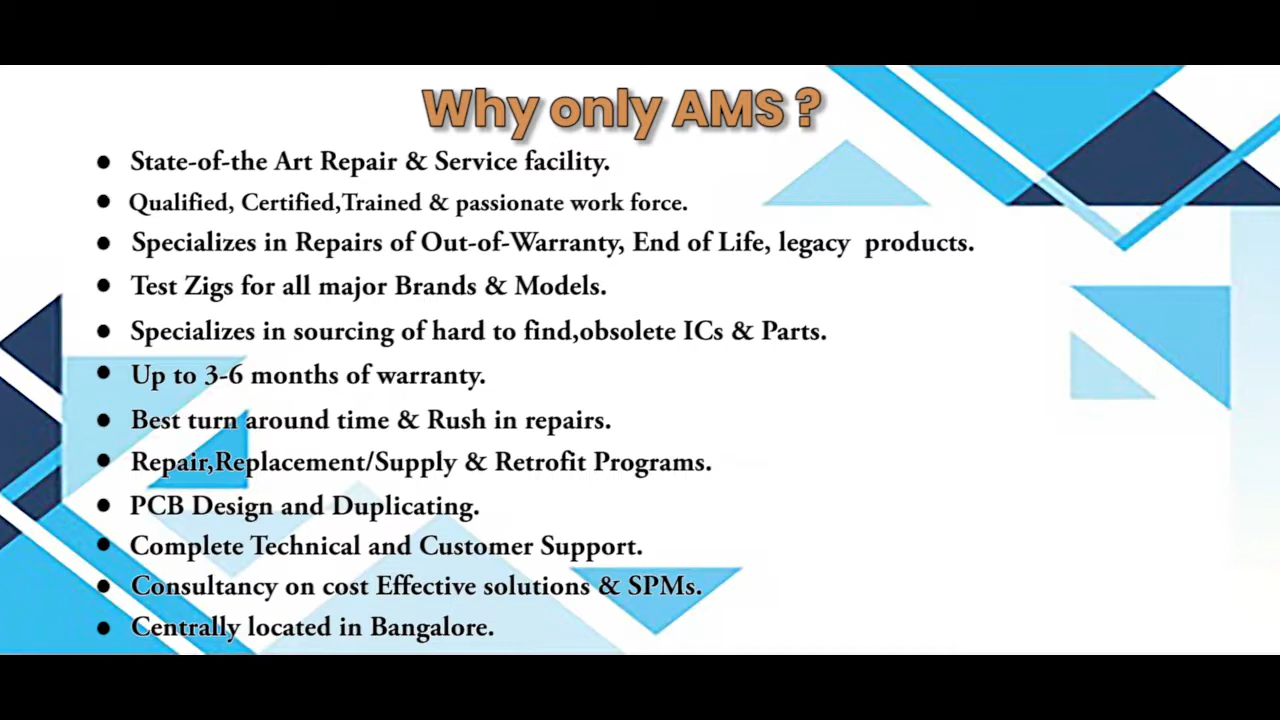 Why only AMS ?
• State-of-the Art Repair & Service facility.
• Qualified, Certified,Trained & passionate work force.
• Specializes in Repairs of Out-of-Warranty, End of Life, legacy  products.
• Test Zigs for all major Brands & Models.
• Specializes in sourcing of hard to find,obsolete ICs & Parts.
• Up to 3-6 months of warranty.
• Best turn around time & Rush in repairs.
• Repair,Replacement/Supply & Retrofit Programs.
• PCB Design and Duplicating.
• Complete Technical and Customer Support.
• Consultancy on cost Effective solutions & SPMs.
• Centrally located in Bangalore.